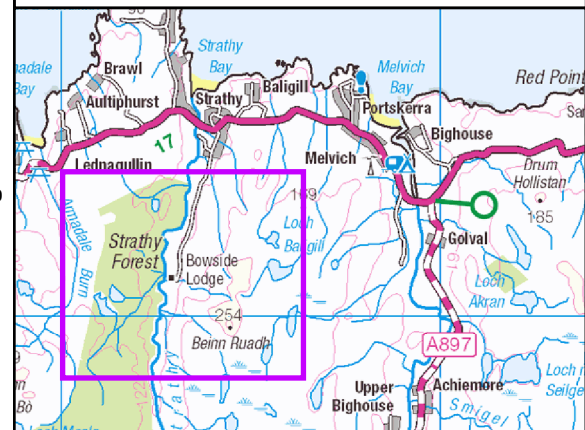 Strathy
Bay
Melvich
Bay
Red Point
Brawl
Baligill
Aultiphurst
Strathy
Portskerra
Bighouse
17
Melvich
Lednagullin
Drum
Hollistan
169
185
Armadale
Burn
Loch
Baligill
Strathy
Forest
Golval
Bowside
Lodge
Loch
Akran
254
Beinn Ruadh
A897
Strathy
Upper
Bighouse
Achiemore
Smigel